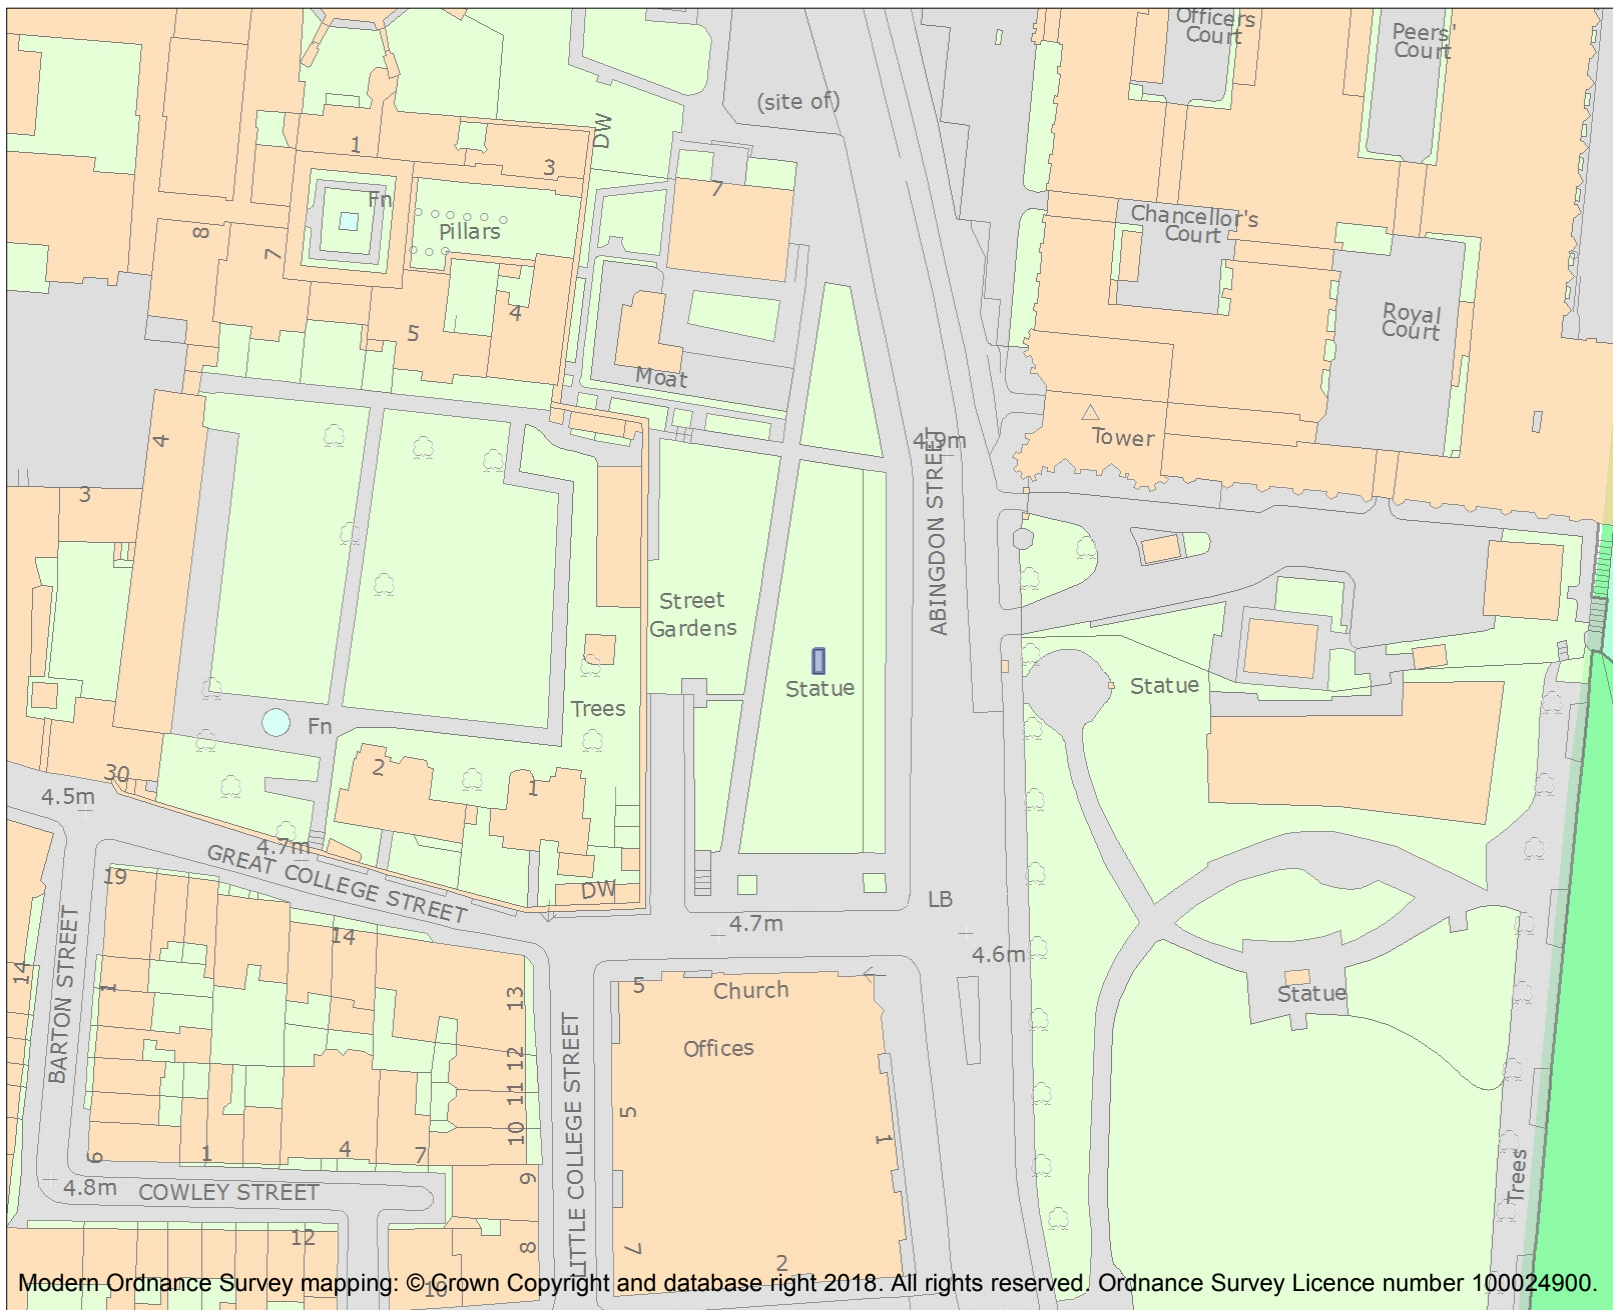 Officers
Court
Peers'
Court
(site of)
DW
1
3
7
Fn
Pillars
8
7
Chancellor's
Court
4
5
Royal
Court
Moat
4
Tower
4.9m
ABINGDON STREET
3
Street
Gardens
Statue
Statue
Trees
Fn
2
1
30
4.5m
4.7m
GREAT COLLEGE STREET
DW
LB
4.7m
4.6m
19
14
14
1
BARTON STREET
13
12
11
10
5
Church
Offices
Statue
LITTLE COLLEGE STREET
5
1
6
1
4
7
9
4.8m
COWLEY STREET
Trees
12
8
7
2
10
Modern Ordnance Survey mapping: © Crown Copyright and database right 2018. All rights reserved. Ordnance Survey Licence number 100024900.